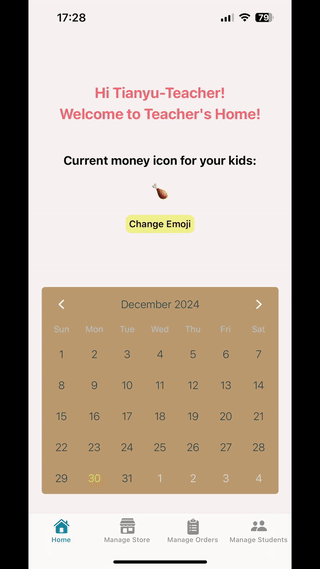 17:28
79
Hi Tianyu-Teacher!
Welcome to Teacher's Home!
Current money icon for your kids:
Change Emoji
December 2024
Sun Mon Tue Wed Thu Fri Sat
1 2 3 4 5 6 7
8 9 10 11 12 13 14
15 16 17 18 19 20 21
22 23 24 25 26 27 28
29 30 31 1 2 3 4
Home Manage Store Manage Orders Manage Students